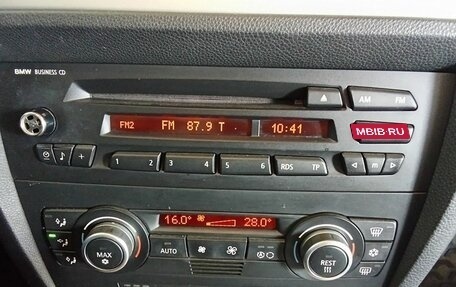 BMW BUSINESS CD
AM FM
FM2 FM 87.9 T 10:41
MBIB.RU
1 2 3 4 5 6 RDS TP
m
16.0° 28.0°
MAX AUTO REST